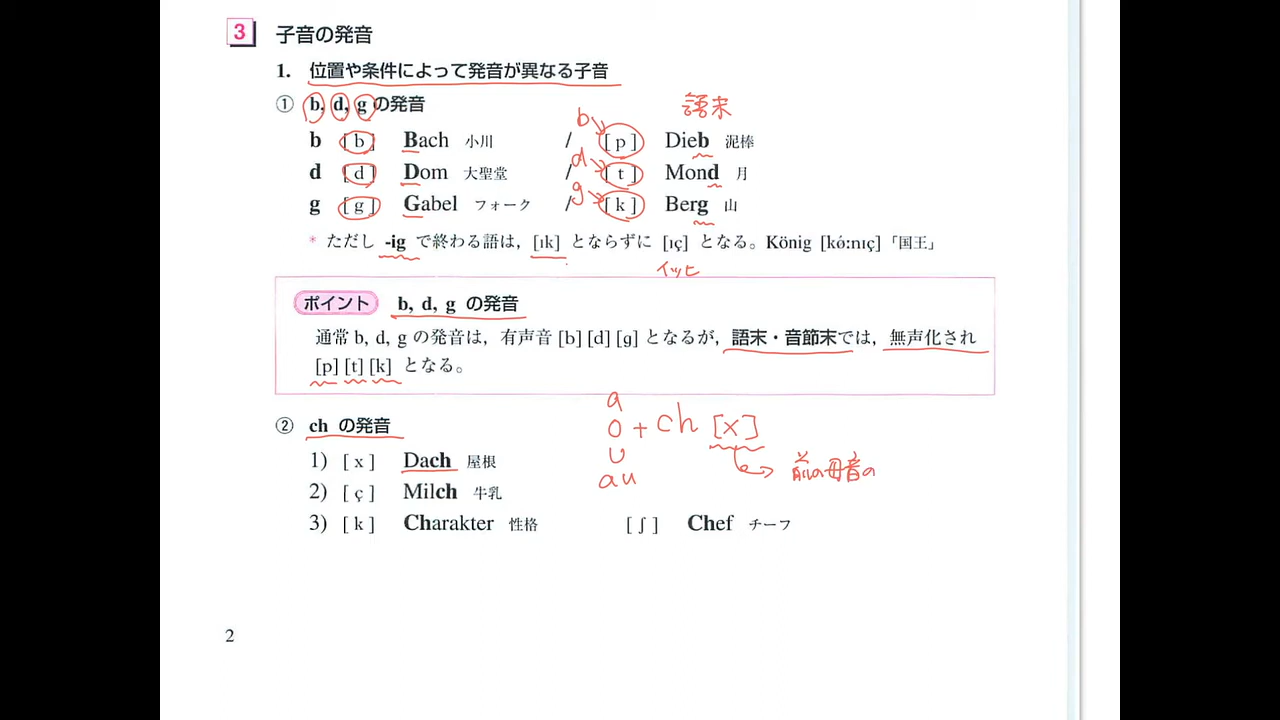 3 子音の発音
1. 位置や条件によって発音が異なる子音
① b, d, g の発音 語末
b [ b ] Bach 小川 / b [ p ] Dieb 泥棒
d [ d ] Dom 大聖堂 / d [ t ] Mond 月
g [ g ] Gabel フォーク / g [ k ] Berg 山
* ただし -ig で終わる語は, [ɪk] とならずに [ɪç] となる。König [kǿːnɪç]「国王」
イッヒ
ポイント b, d, g の発音
通常 b, d, g の発音は, 有声音 [b] [d] [g] となるが, 語末・音節末では, 無声化され
[p] [t] [k] となる。
a
② ch の発音 o + ch [x]
u
1) [ x ] Dach 屋根 au 前の母音の
2) [ ç ] Milch 牛乳
3) [ k ] Charakter 性格 [ ʃ ] Chef チーフ
2